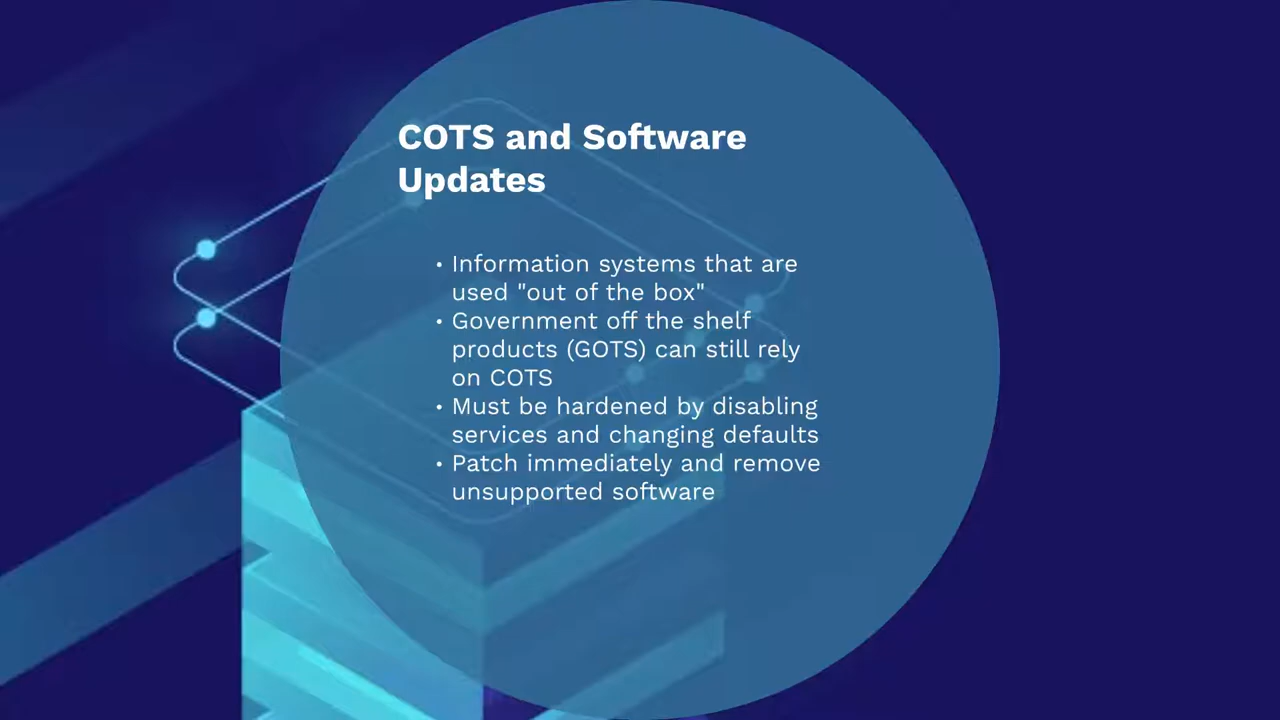 COTS and Software
Updates
• Information systems that are
used "out of the box"
• Government off the shelf
products (GOTS) can still rely
on COTS
• Must be hardened by disabling
services and changing defaults
• Patch immediately and remove
unsupported software